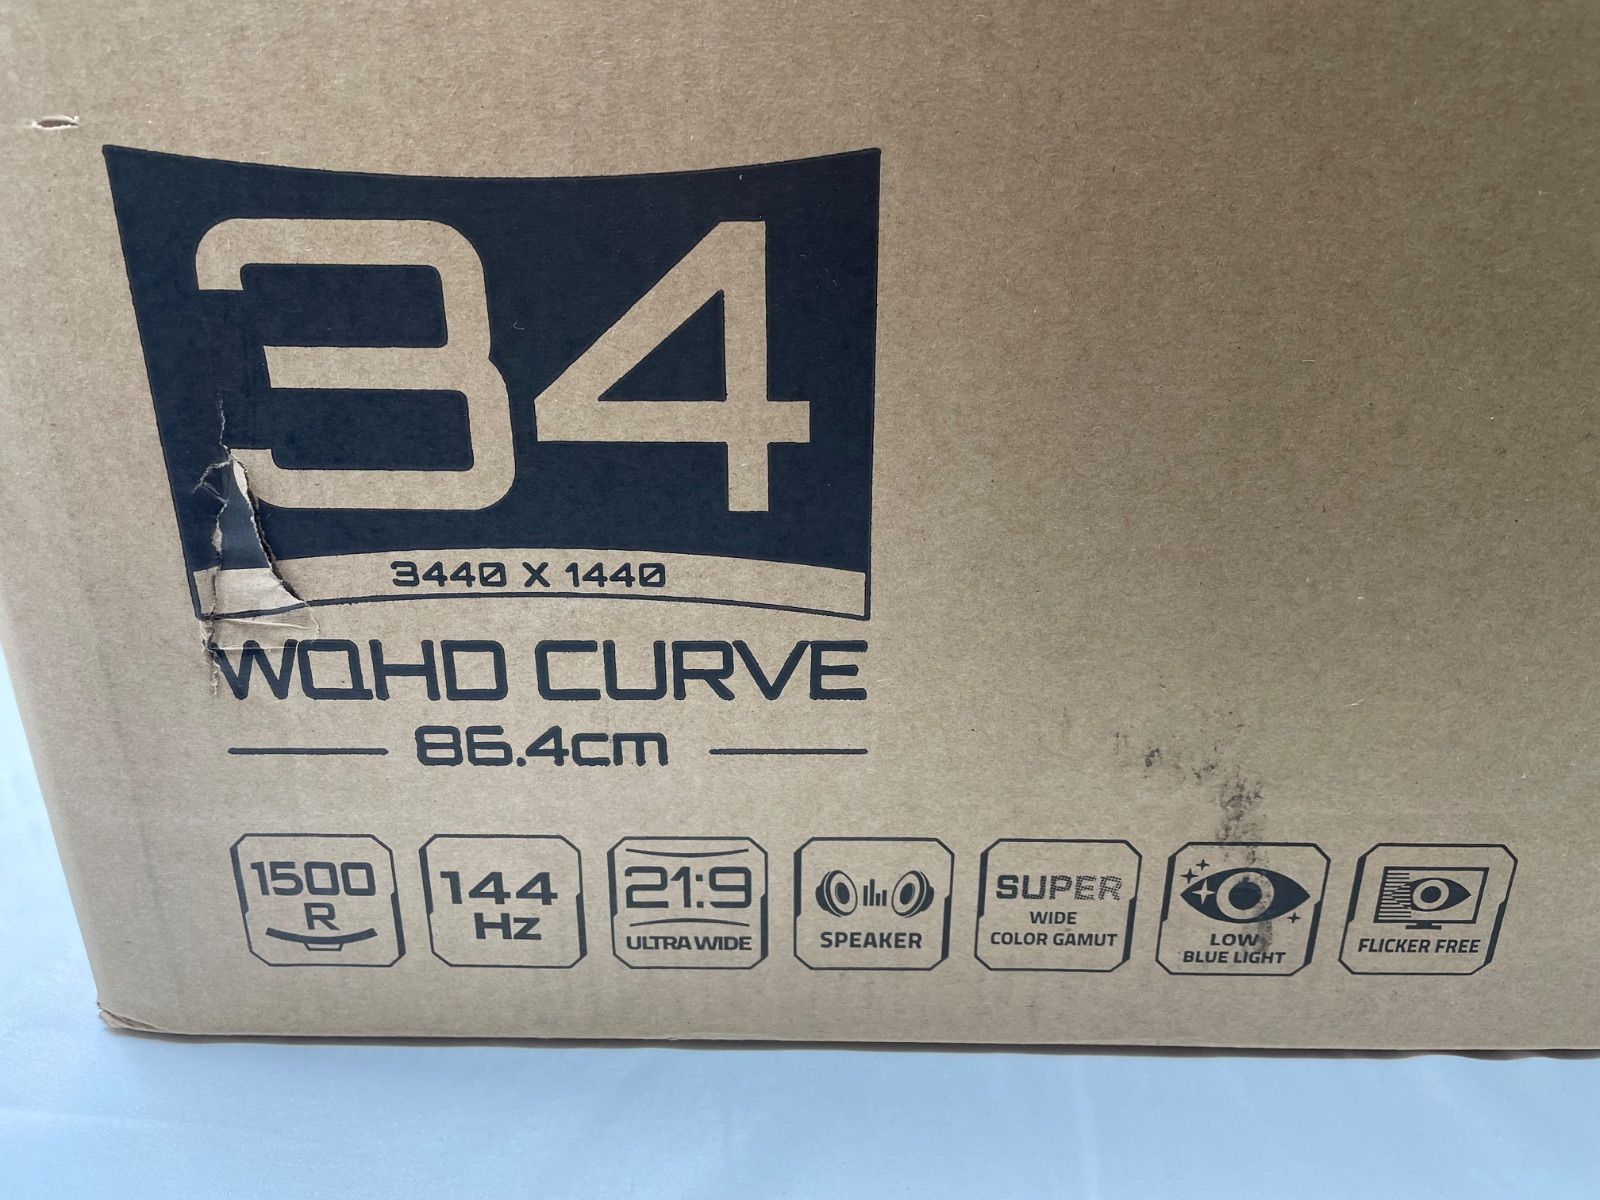 34
3440 X 1440
WQHD CURVE
86.4cm
1500
R
144
Hz
21:9
ULTRA WIDE
SPEAKER
SUPER
WIDE
COLOR GAMUT
LOW
BLUE LIGHT
FLICKER FREE